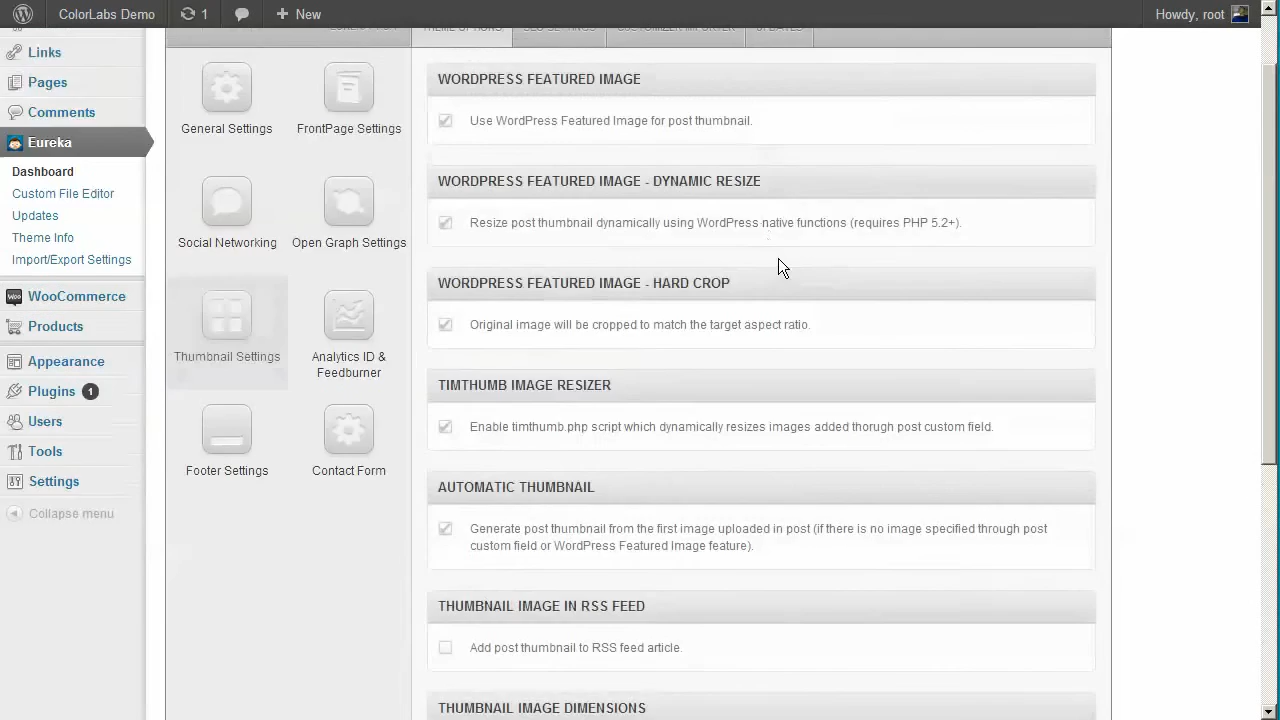 ColorLabs Demo
1
New
Howdy, root
Links
Pages
Comments
Eureka
Dashboard
Custom File Editor
Updates
Theme Info
Import/Export Settings
WooCommerce
Products
Appearance
Plugins 1
Users
Tools
Settings
Collapse menu
General Settings
FrontPage Settings
Social Networking
Open Graph Settings
Thumbnail Settings
Analytics ID &
Feedburner
Footer Settings
Contact Form
WORDPRESS FEATURED IMAGE
Use WordPress Featured Image for post thumbnail.
WORDPRESS FEATURED IMAGE - DYNAMIC RESIZE
Resize post thumbnail dynamically using WordPress native functions (requires PHP 5.2+).
WORDPRESS FEATURED IMAGE - HARD CROP
Original image will be cropped to match the target aspect ratio.
TIMTHUMB IMAGE RESIZER
Enable timthumb.php script which dynamically resizes images added thorugh post custom field.
AUTOMATIC THUMBNAIL
Generate post thumbnail from the first image uploaded in post (if there is no image specified through post
custom field or WordPress Featured Image feature).
THUMBNAIL IMAGE IN RSS FEED
Add post thumbnail to RSS feed article.
THUMBNAIL IMAGE DIMENSIONS